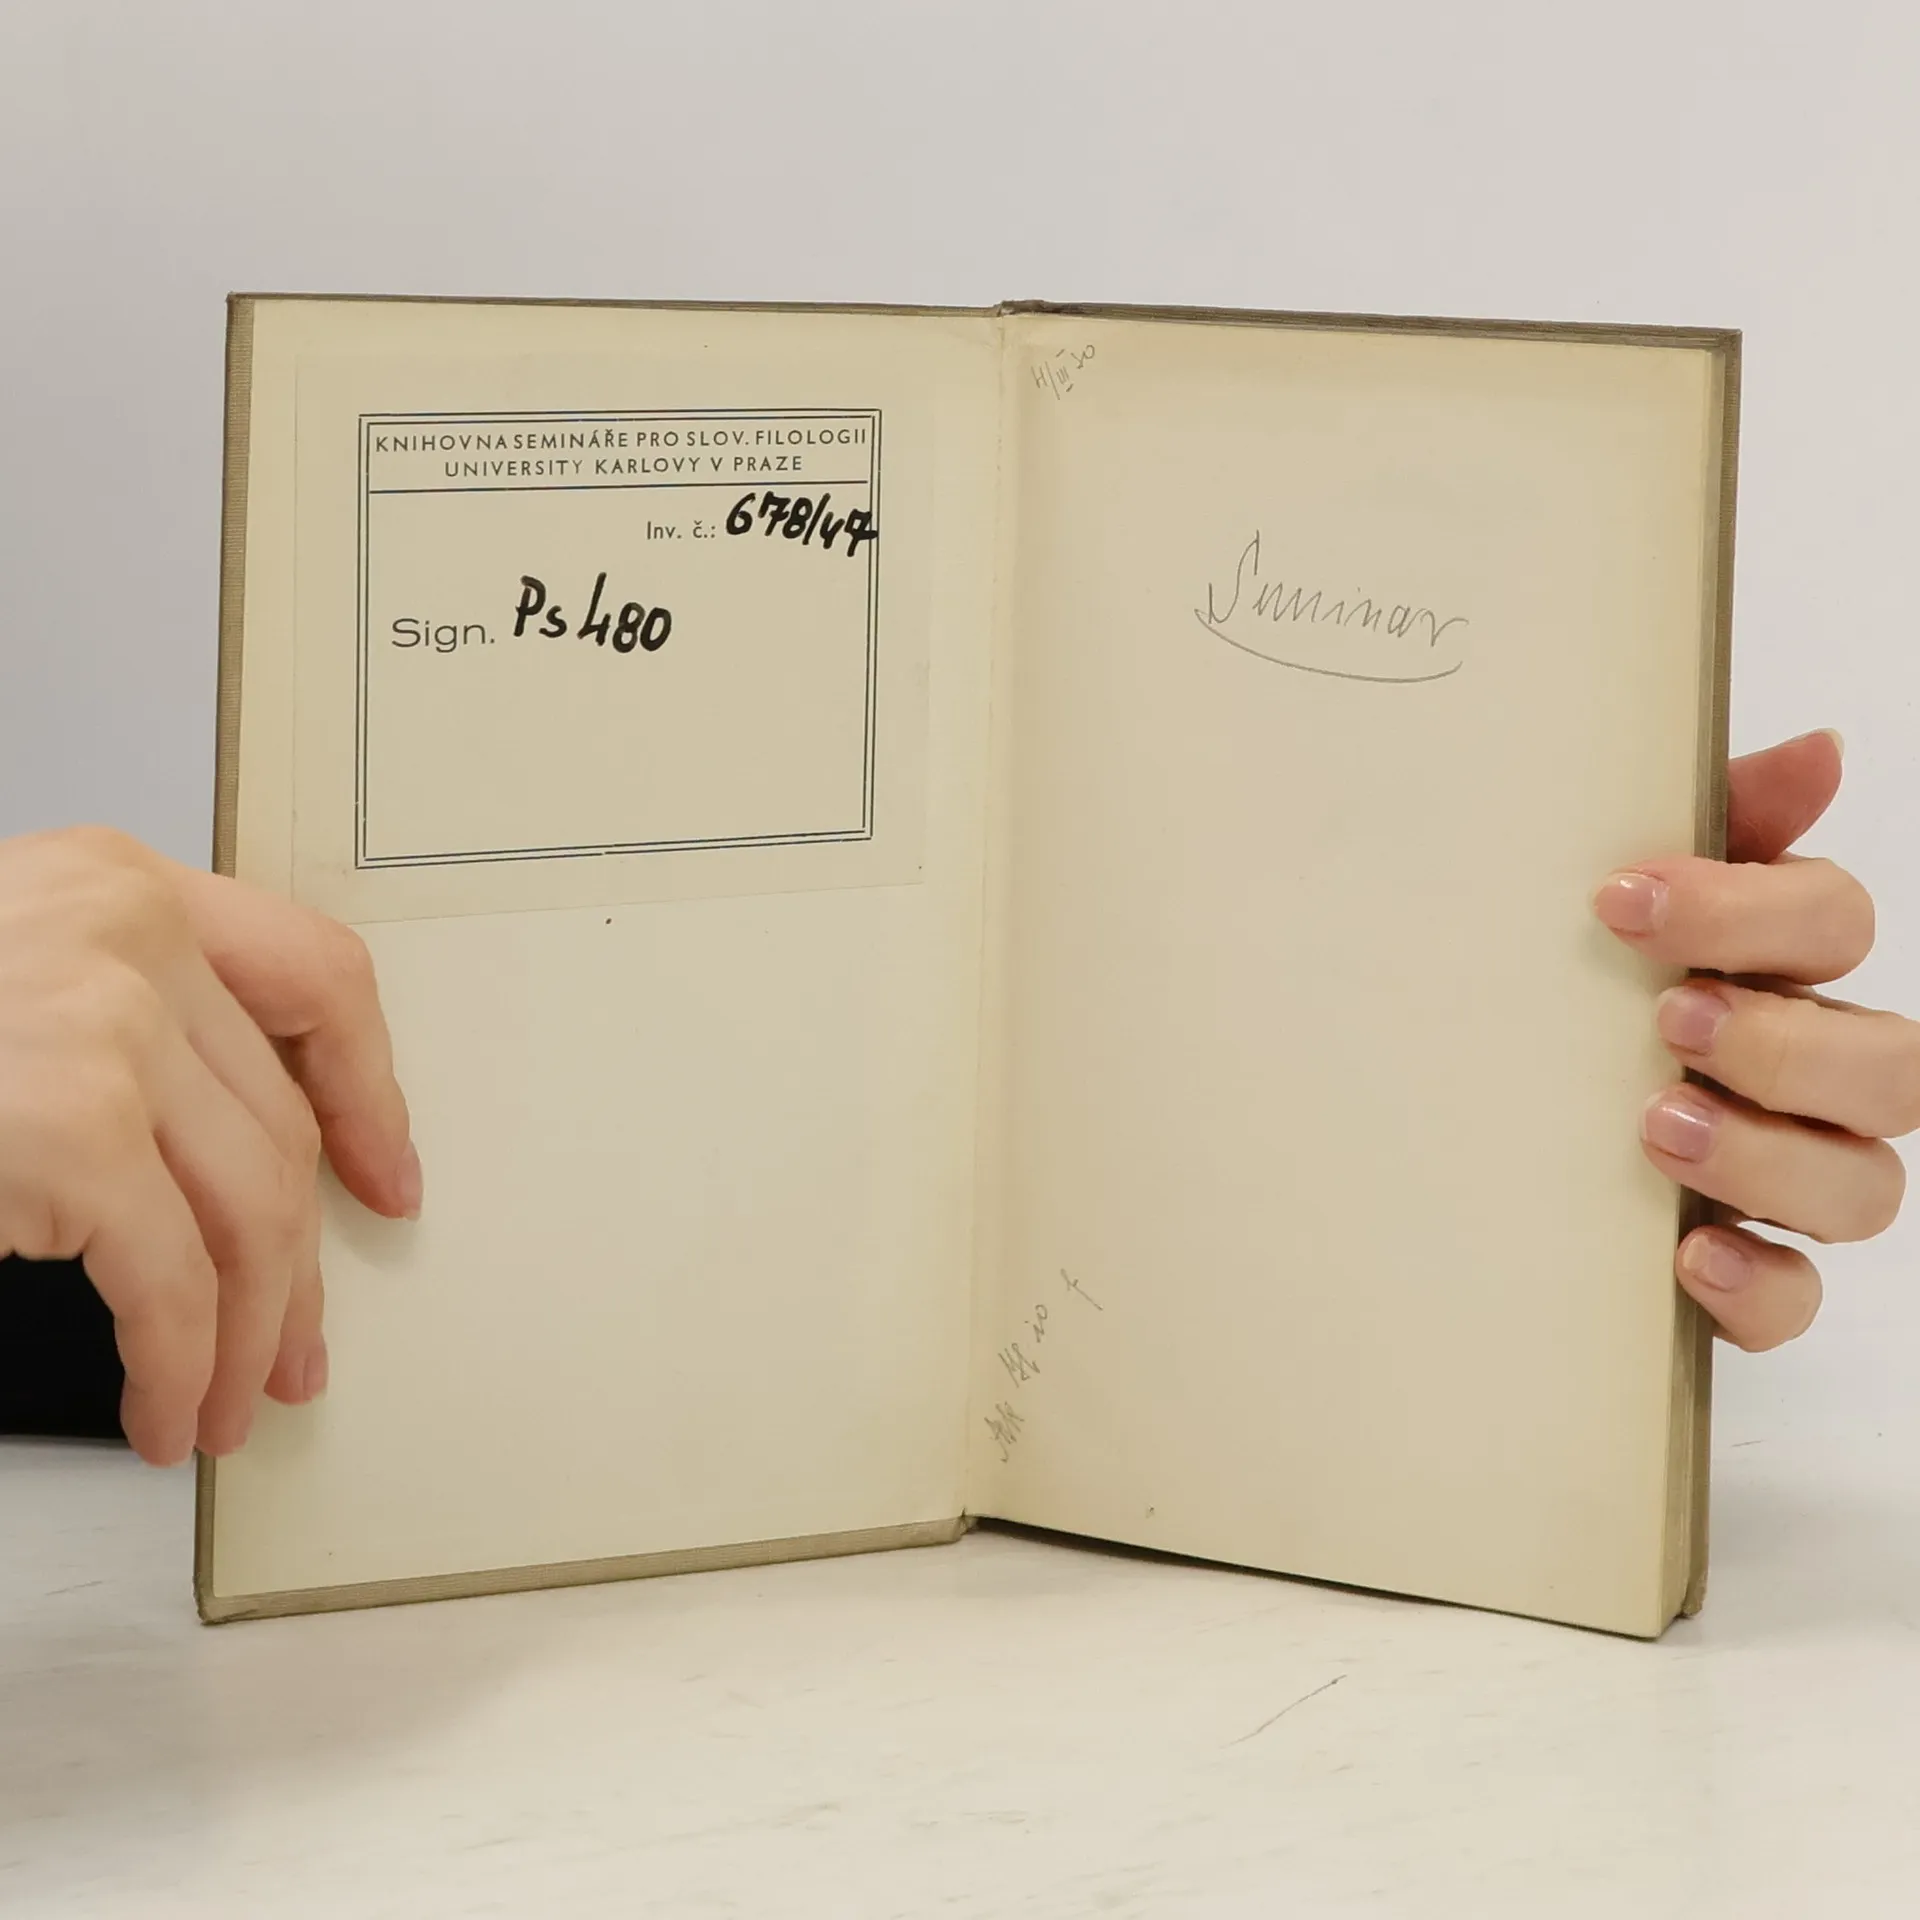 KNIHOVNA SEMINÁŘE PRO SLOV. FILOLOGII
UNIVERSITY KARLOVY V PRAZE
Inv. č.: 678/47
Sign. Ps 480
Seminar